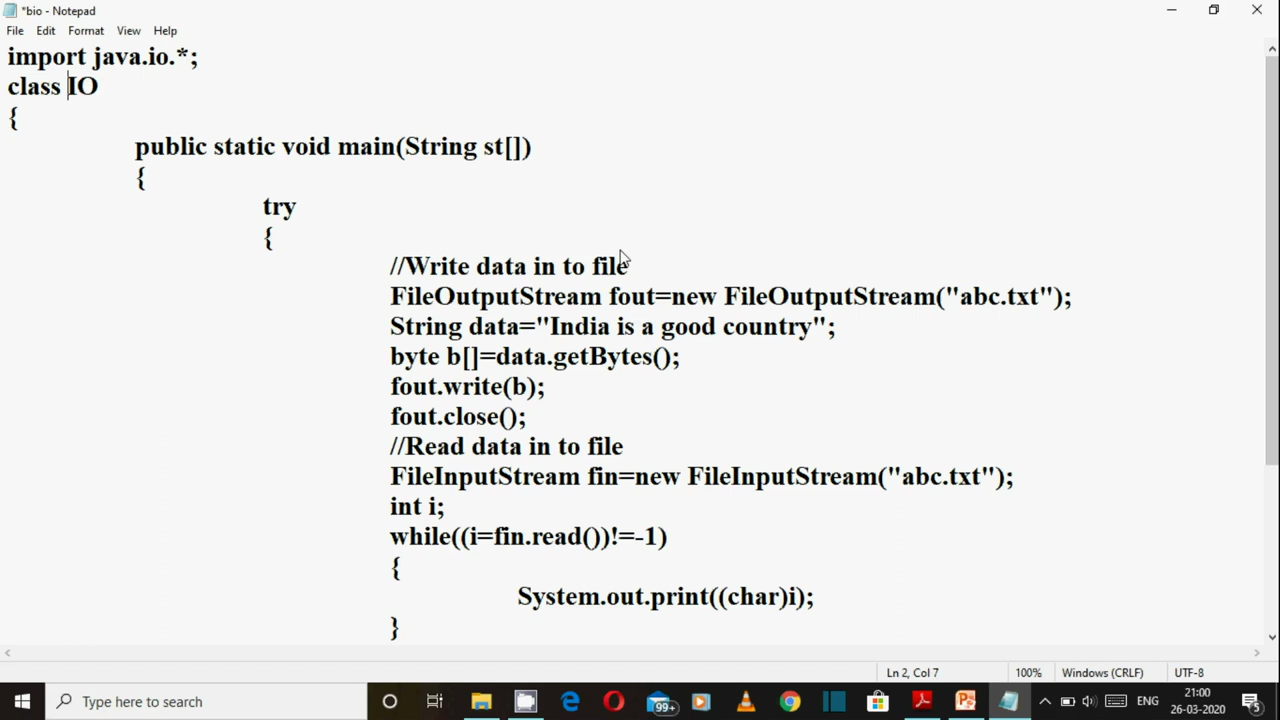 *bio - Notepad
File Edit Format View Help
import java.io.*;
class IO
{
public static void main(String st[])
{
try
{
//Write data in to file
FileOutputStream fout=new FileOutputStream("abc.txt");
String data="India is a good country";
byte b[]=data.getBytes();
fout.write(b);
fout.close();
//Read data in to file
FileInputStream fin=new FileInputStream("abc.txt");
int i;
while((i=fin.read())!=-1)
{
System.out.print((char)i);
}
Ln 2, Col 7 100% Windows (CRLF) UTF-8
Type here to search 99+ ENG 21:00
26-03-2020 5